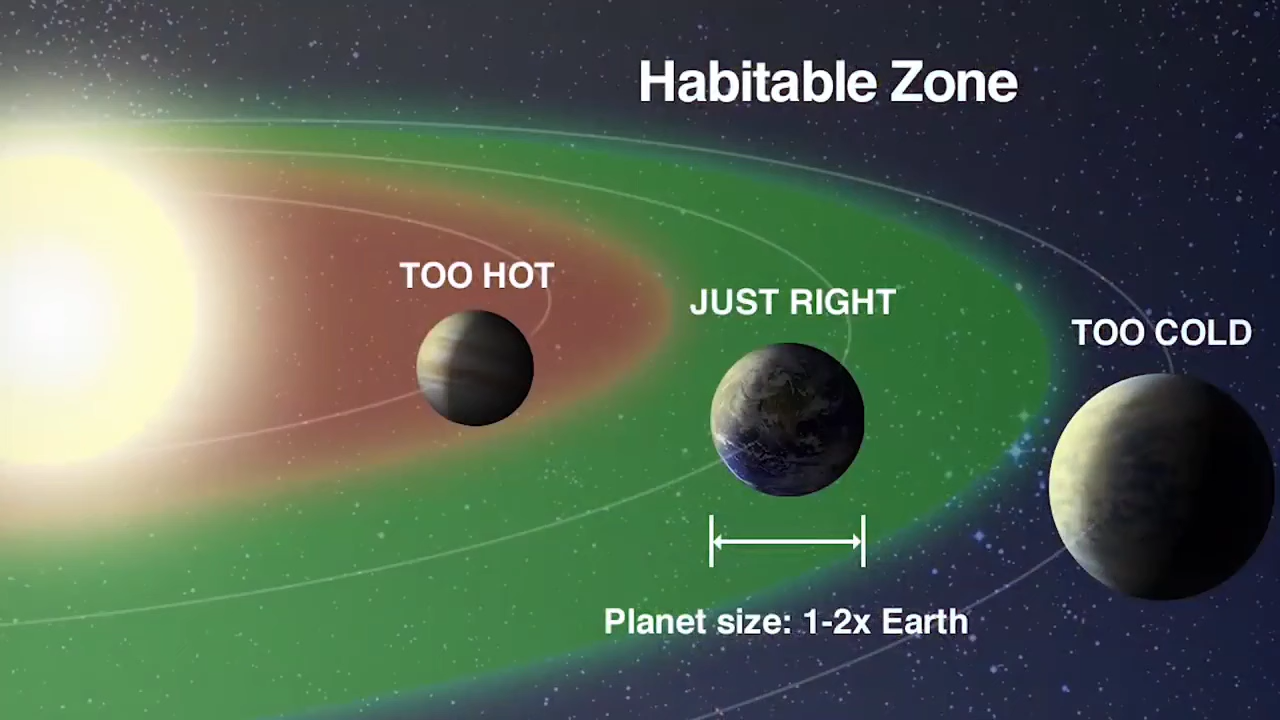 Habitable Zone
TOO HOT
JUST RIGHT
TOO COLD
Planet size: 1-2x Earth